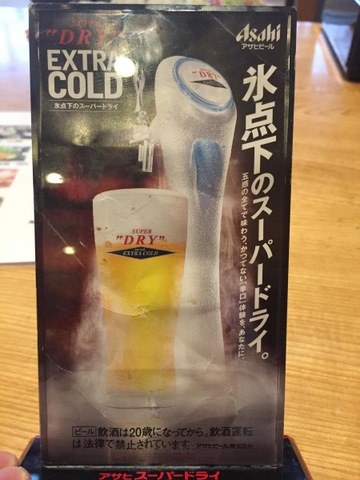 SUPER
"DRY"
EXTRA
COLD
氷点下のスーパードライ
Asahi
アサヒビール
氷点下のスーパードライ。
五感の全てで味わう、かつてない「辛口」体験を、あなたに。
SUPER
"DRY"
SUPER
"DRY"
EXTRA COLD
ビール 飲酒は20歳になってから。飲酒運転
は法律で禁止されています。 アサヒビール株式会社
アサヒスーパードライ